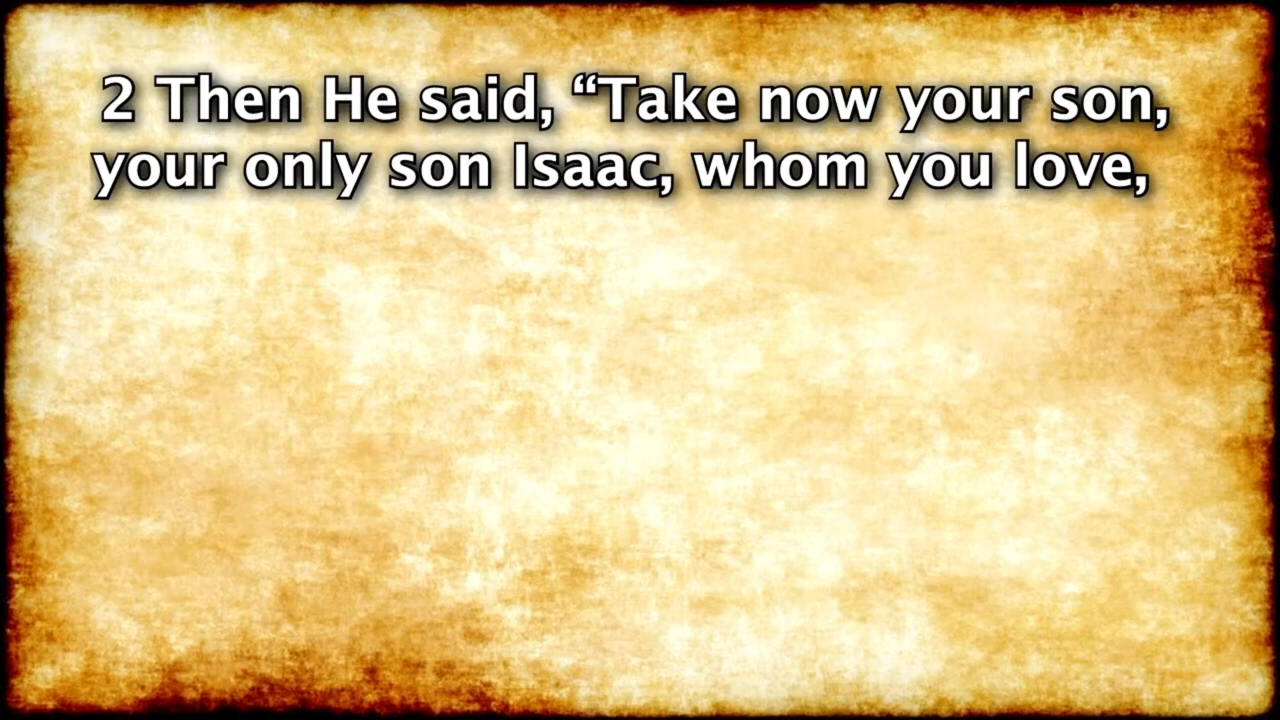 2 Then He said, “Take now your son,
your only son Isaac, whom you love,